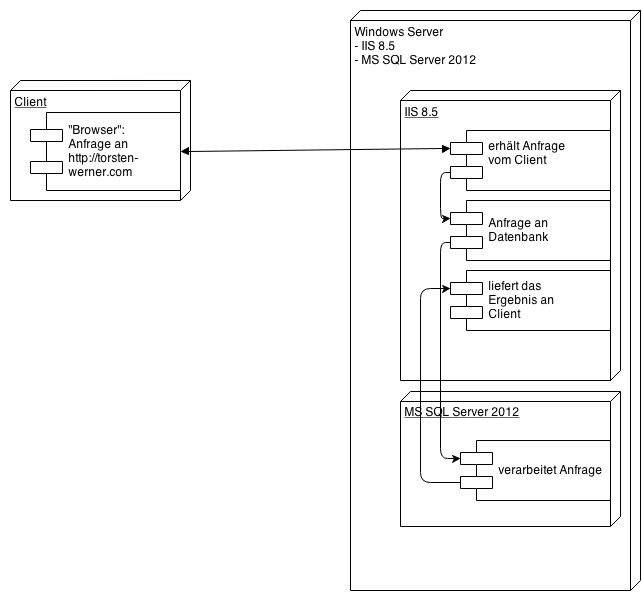 Windows Server
- IIS 8.5
- MS SQL Server 2012
Client
"Browser":
Anfrage an
http://torsten-
werner.com
IIS 8.5
erhält Anfrage
vom Client
Anfrage an
Datenbank
liefert das
Ergebnis an
Client
MS SQL Server 2012
verarbeitet Anfrage